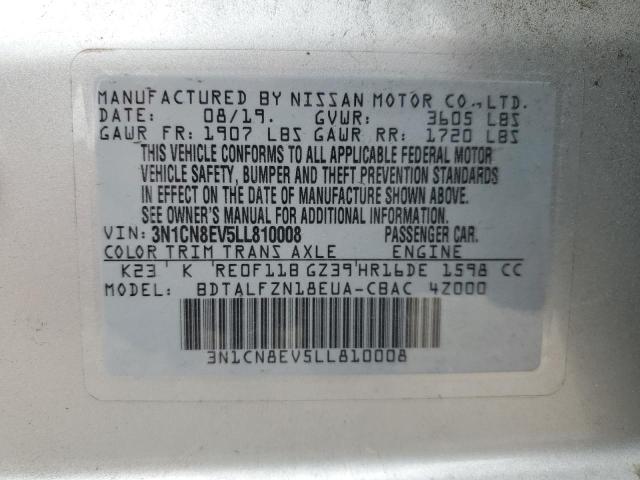 MANUFACTURED BY NISSAN MOTOR CO., LTD.
DATE: 08/19. GVWR: 3605 LBS
GAWR FR: 1907 LBS GAWR RR: 1720 LBS
THIS VEHICLE CONFORMS TO ALL APPLICABLE FEDERAL MOTOR
VEHICLE SAFETY, BUMPER AND THEFT PREVENTION STANDARDS
IN EFFECT ON THE DATE OF MANUFACTURE SHOWN ABOVE.
SEE OWNER'S MANUAL FOR ADDITIONAL INFORMATION.
VIN: 3N1CN8EV5LL810008 PASSENGER CAR.
COLOR TRIM TRANS AXLE ENGINE
K23 K RE0F11B GZ39 HR16DE 1598 CC
MODEL: BDTALFZN18EUA-CBAC 4Z000
3N1CN8EV5LL810008